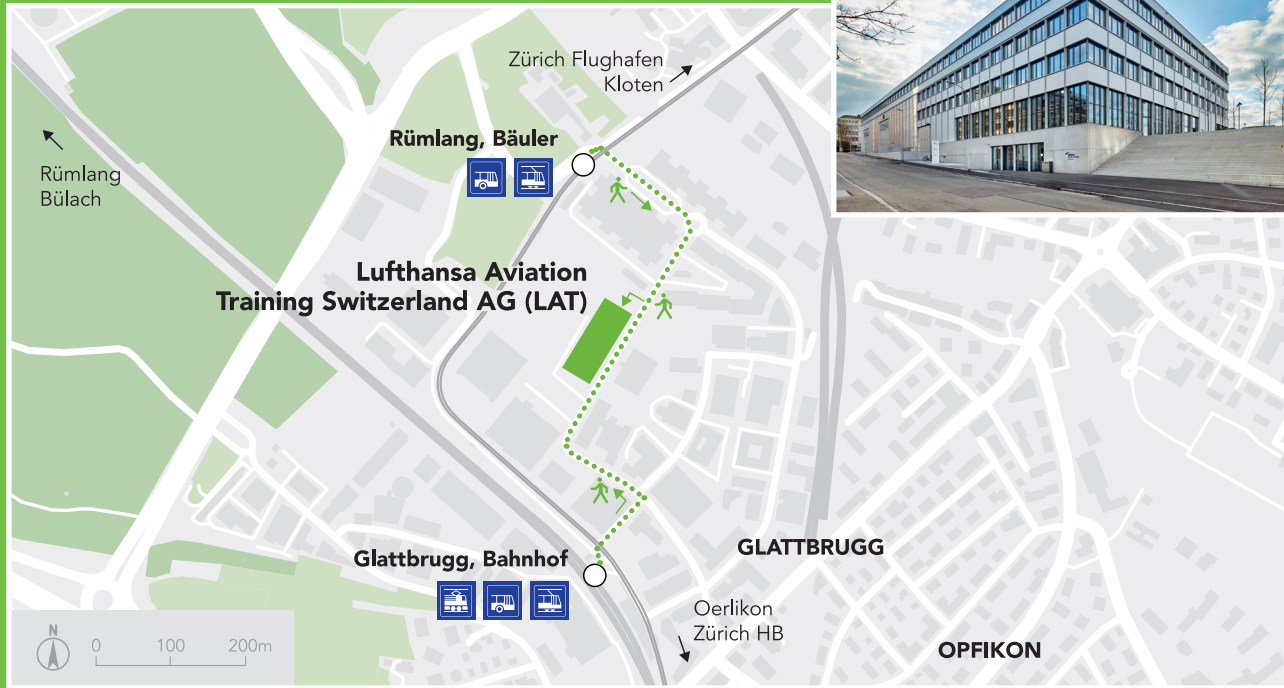 Zürich Flughafen
Kloten
Rümlang, Bäuler
Rümlang
Bülach
Lufthansa Aviation
Training Switzerland AG (LAT)
Glattbrugg, Bahnhof
GLATTBRUGG
Oerlikon
Zürich HB
OPFIKON
N
0 100 200m